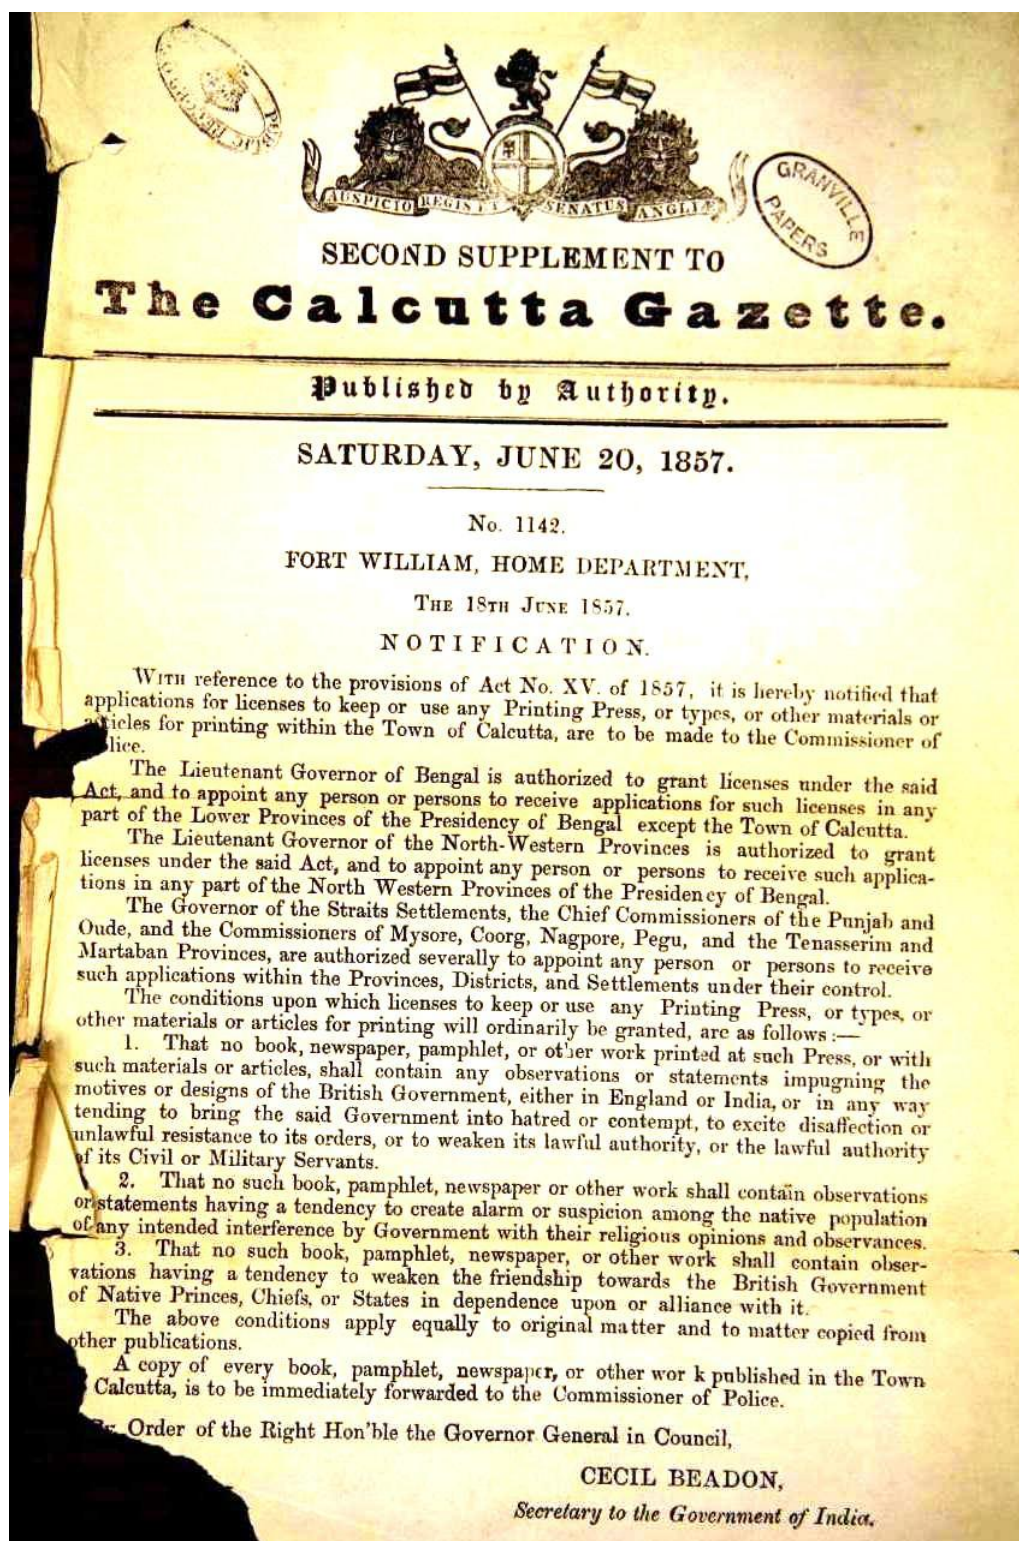 PUBLIC RECORD O
AUSPICIO REGIS ET SENATUS ANGLIÆ
GRANVILLE
PAPERS
SECOND SUPPLEMENT TO
The Calcutta Gazette.
Published by Authority.
SATURDAY, JUNE 20, 1857.
No. 1142.
FORT WILLIAM, HOME DEPARTMENT,
THE 18TH JUNE 1857.
NOTIFICATION.
WITH reference to the provisions of Act No. XV. of 1857, it is hereby notified that
applications for licenses to keep or use any Printing Press, or types, or other materials or
articles for printing within the Town of Calcutta, are to be made to the Commissioner of
lice.
The Lieutenant Governor of Bengal is authorized to grant licenses under the said
Act, and to appoint any person or persons to receive applications for such licenses in any
part of the Lower Provinces of the Presidency of Bengal except the Town of Calcutta.
The Lieutenant Governor of the North-Western Provinces is authorized to grant
licenses under the said Act, and to appoint any person or persons to receive such applica-
tions in any part of the North Western Provinces of the Presidency of Bengal.
The Governor of the Straits Settlements, the Chief Commissioners of the Punjab and
Oude, and the Commissioners of Mysore, Coorg, Nagpore, Pegu, and the Tenasserim and
Martaban Provinces, are authorized severally to appoint any person or persons to receive
such applications within the Provinces, Districts, and Settlements under their control.
The conditions upon which licenses to keep or use any Printing Press, or types, or
other materials or articles for printing will ordinarily be granted, are as follows :—
1. That no book, newspaper, pamphlet, or other work printed at such Press, or with
such materials or articles, shall contain any observations or statements impugning the
motives or designs of the British Government, either in England or India, or in any way
tending to bring the said Government into hatred or contempt, to excite disaffection or
unlawful resistance to its orders, or to weaken its lawful authority, or the lawful authority
of its Civil or Military Servants.
2. That no such book, pamphlet, newspaper or other work shall contain observations
or statements having a tendency to create alarm or suspicion among the native population
of any intended interference by Government with their religious opinions and observances.
3. That no such book, pamphlet, newspaper, or other work shall contain obser-
vations having a tendency to weaken the friendship towards the British Government
of Native Princes, Chiefs, or States in dependence upon or alliance with it.
The above conditions apply equally to original matter and to matter copied from
other publications.
A copy of every book, pamphlet, newspaper, or other wor k published in the Town
Calcutta, is to be immediately forwarded to the Commissioner of Police.
Order of the Right Hon'ble the Governor General in Council,
CECIL BEADON,
Secretary to the Government of India.